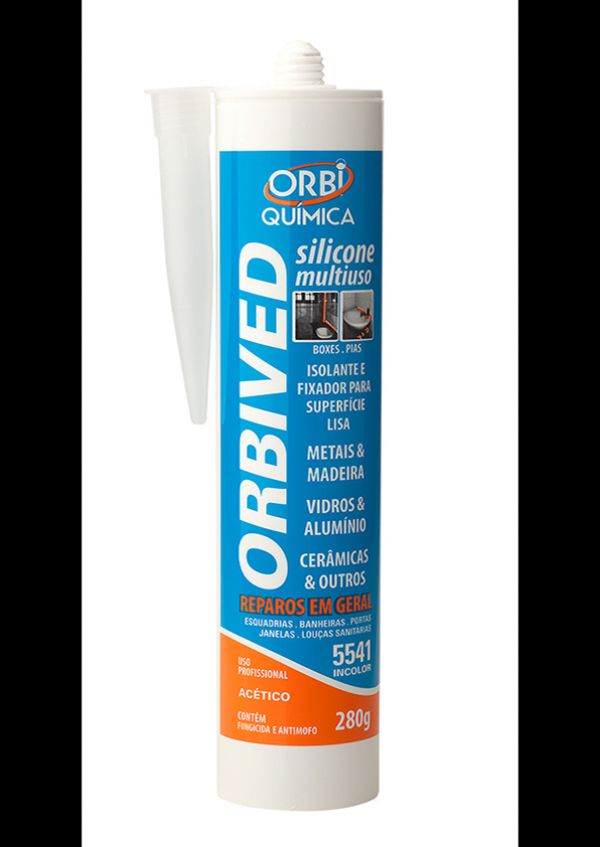 ORBI
QUÍMICA
ORBIVED
silicone
multiuso
BOXES . PIAS
ISOLANTE E
FIXADOR PARA
SUPERFÍCIE
LISA
METAIS &
MADEIRA
VIDROS &
ALUMÍNIO
CERÂMICAS
& OUTROS
REPAROS EM GERAL
ESQUADRIAS . BANHEIRAS . PORTAS
JANELAS . LOUÇAS SANITÁRIAS
5541
INCOLOR
USO
PROFISSIONAL
ACÉTICO
CONTÉM
FUNGICIDA E ANTIMOFO
280g